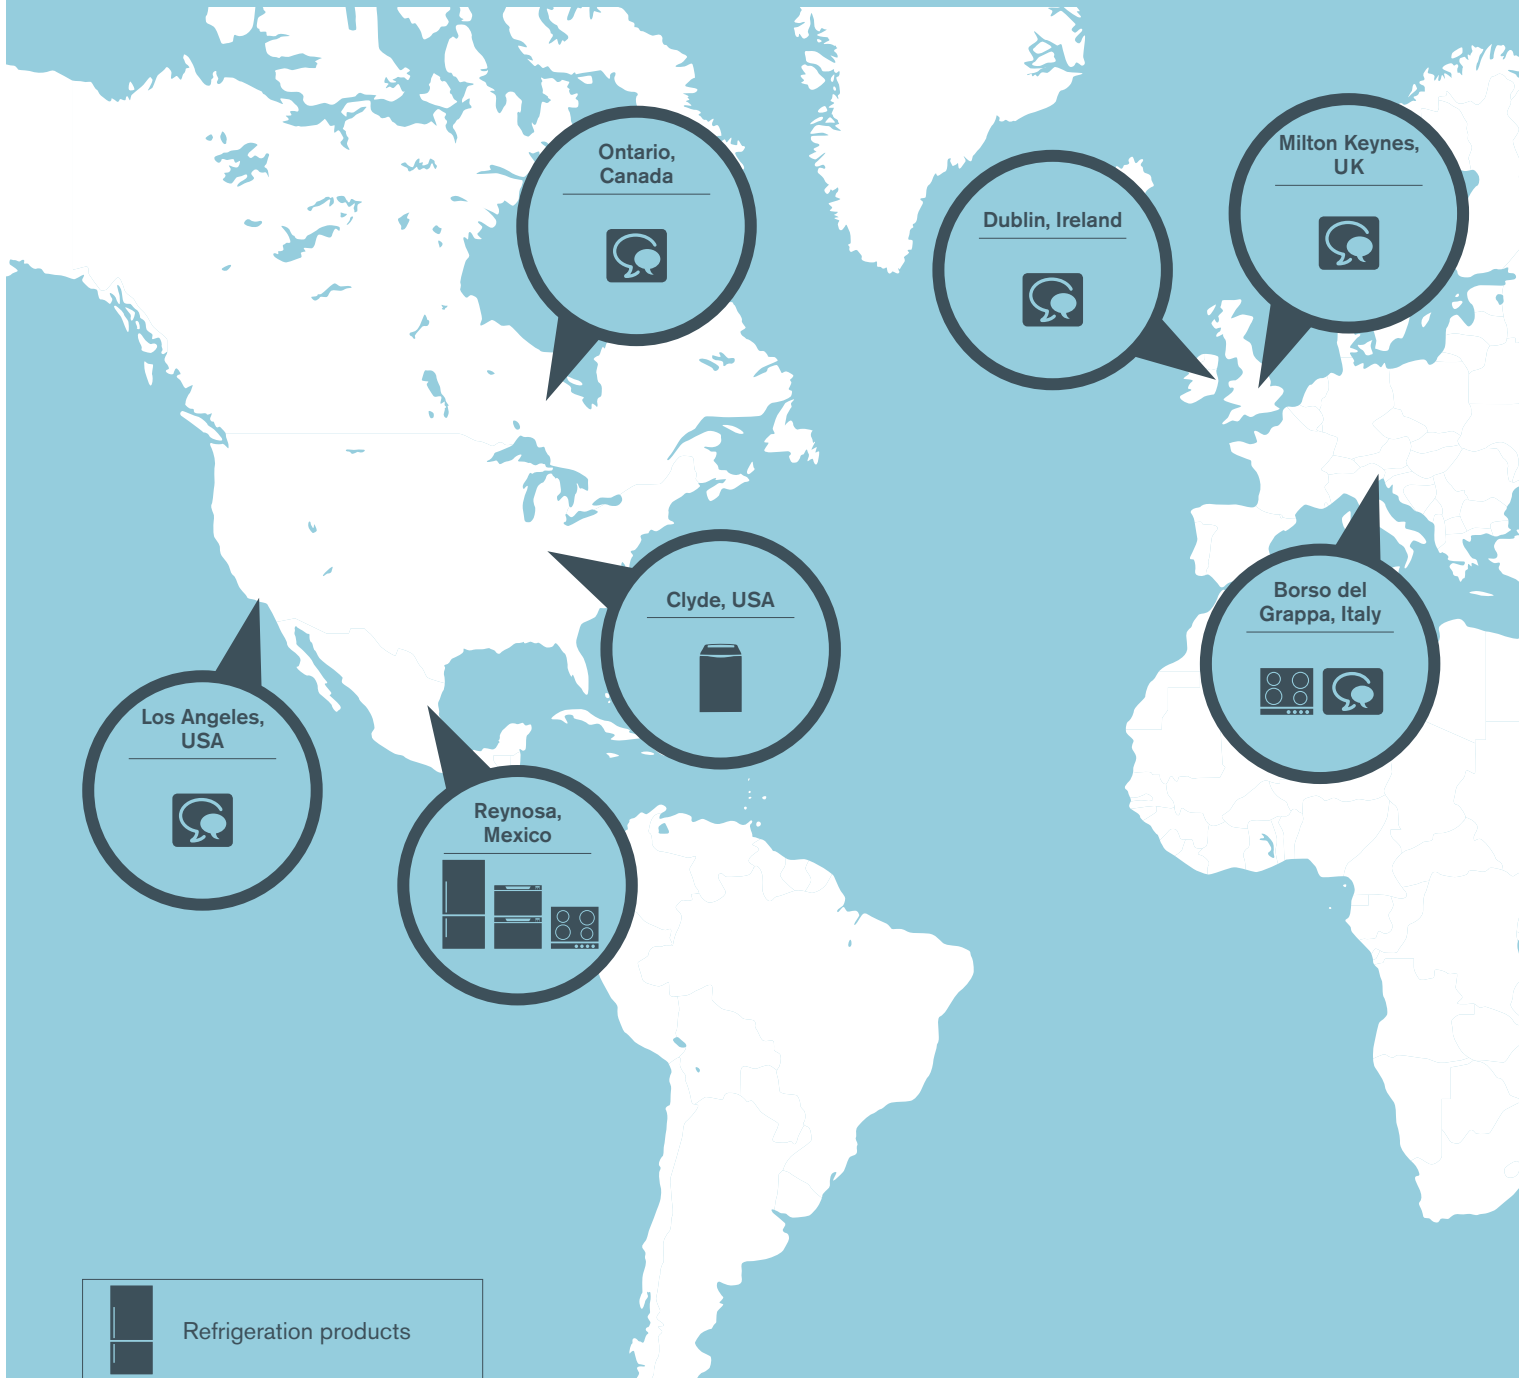 Ontario,
Canada
Milton Keynes,
UK
Dublin, Ireland
Clyde, USA
Borso del
Grappa, Italy
Los Angeles,
USA
Reynosa,
Mexico
Refrigeration products